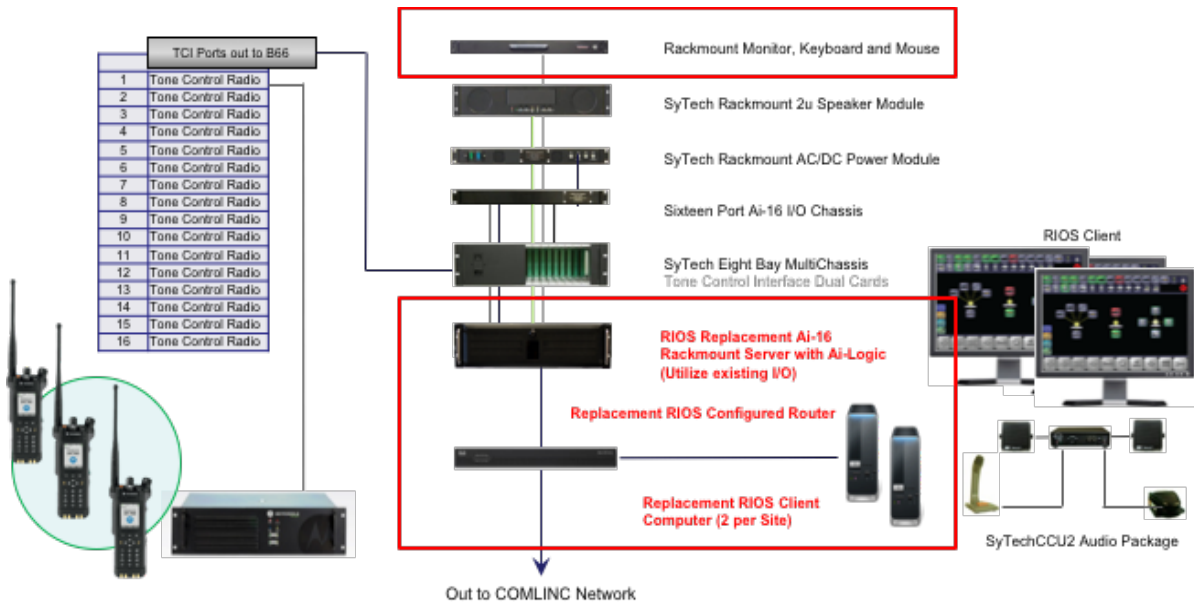 TCI Ports out to B66
1 Tone Control Radio
2 Tone Control Radio
3 Tone Control Radio
4 Tone Control Radio
5 Tone Control Radio
6 Tone Control Radio
7 Tone Control Radio
8 Tone Control Radio
9 Tone Control Radio
10 Tone Control Radio
11 Tone Control Radio
12 Tone Control Radio
13 Tone Control Radio
14 Tone Control Radio
15 Tone Control Radio
16 Tone Control Radio
Rackmount Monitor, Keyboard and Mouse
SyTech Rackmount 2u Speaker Module
SyTech Rackmount AC/DC Power Module
Sixteen Port Ai-16 I/O Chassis
SyTech Eight Bay MultiChassis
Tone Control Interface Dual Cards
RIOS Replacement Ai-16
Rackmount Server with Ai-Logic
(Utilize existing I/O)
Replacement RIOS Configured Router
Replacement RIOS Client
Computer (2 per Site)
Out to COMLINC Network
RIOS Client
SyTechCCU2 Audio Package